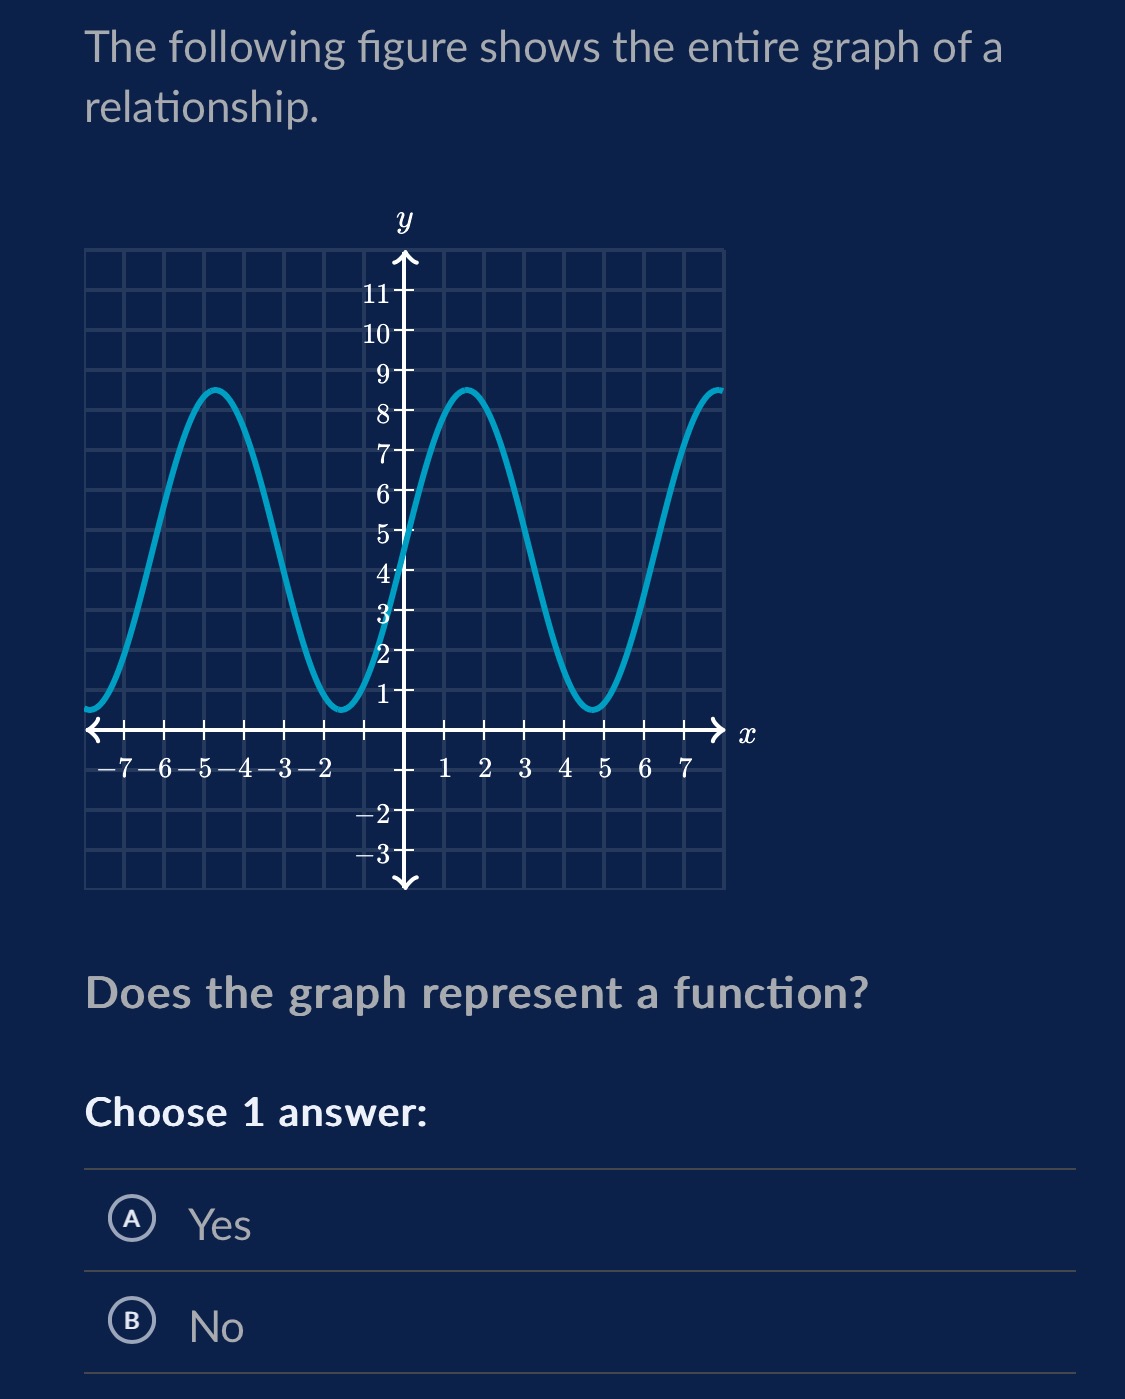 The following figure shows the entire graph of a
relationship.
y
11
10
9
8
7
6
5
4
3
2
1
x
−7 −6 −5 −4 −3 −2 1 2 3 4 5 6 7
−2
−3
Does the graph represent a function?
Choose 1 answer:
A Yes
B No